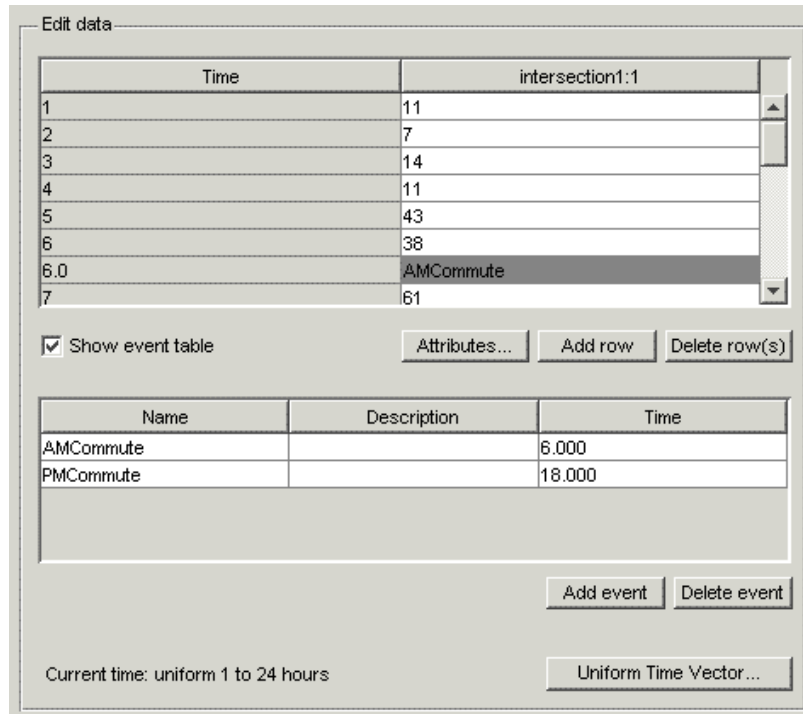 Edit data
Time intersection1:1
1 11
2 7
3 14
4 11
5 43
6 38
6.0 AMCommute
7 61
Show event table Attributes... Add row Delete row(s)
Name Description Time
AMCommute 6.000
PMCommute 18.000
Add event Delete event
Current time: uniform 1 to 24 hours Uniform Time Vector...